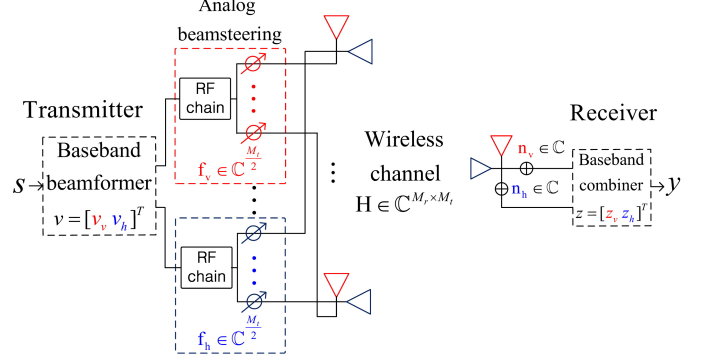 Analog
beamsteering
Transmitter
Baseband
beamformer
s
v = [v_v v_h]^T
RF
chain
f_v ∈ ℂ^{M_t/2}
RF
chain
f_h ∈ ℂ^{M_t/2}
Wireless
channel
H ∈ ℂ^{M_r×M_t}
Receiver
n_v ∈ ℂ
n_h ∈ ℂ
Baseband
combiner
z = [z_v z_h]^T
y